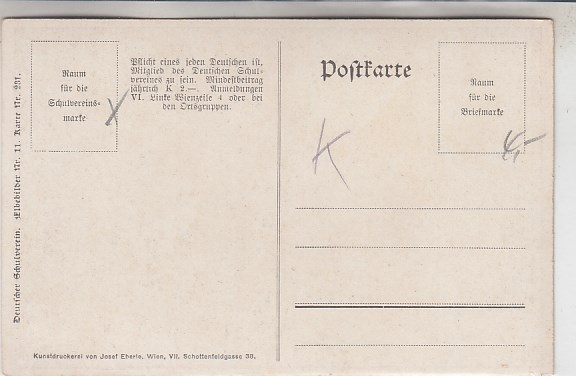 Raum
für die
Schulvereins-
marke
Pflicht eines jeden Deutschen ist,
Mitglied des Deutschen Schul-
vereines zu sein. Mindestbeitrag
jährlich K 2.—. Anmeldungen
VI. Linke Wienzeile 4 oder bei
den Ortsgruppen.
Postkarte
Raum
für die
Briefmarke
K
4,-
Deutscher Schulverein. „Elbebilder Nr. 11. Karte Nr. 231.
Kunstdruckerei von Josef Eberle, Wien, VII. Schottenfeldgasse 38.